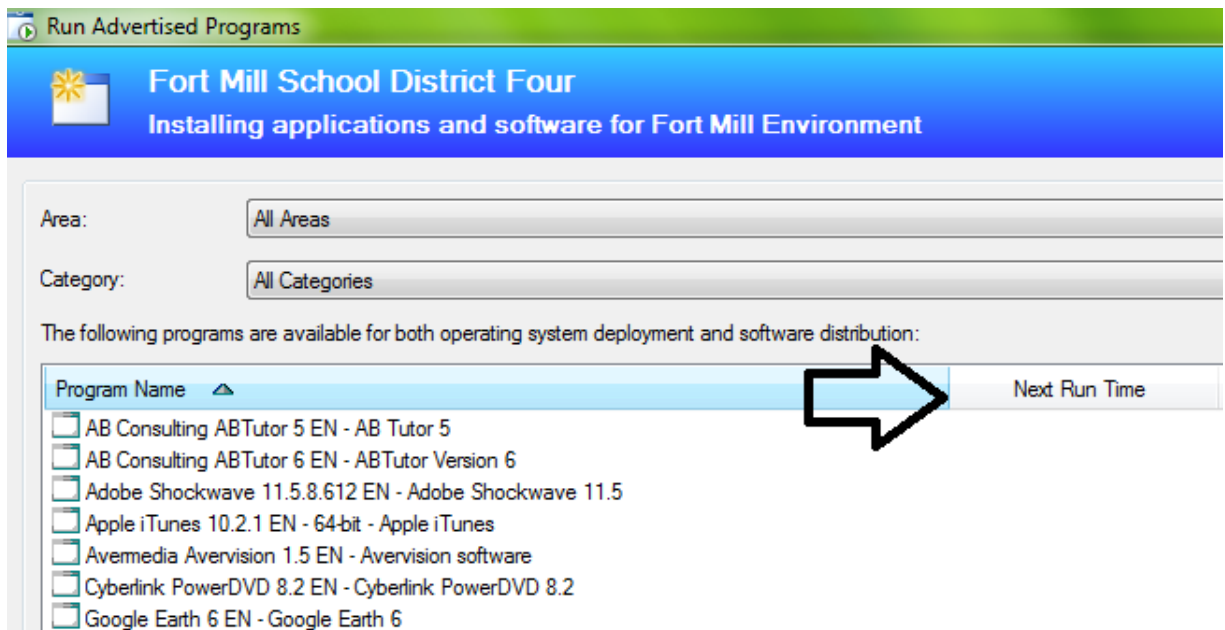 Run Advertised Programs
Fort Mill School District Four
Installing applications and software for Fort Mill Environment
Area: All Areas
Category: All Categories
The following programs are available for both operating system deployment and software distribution:
Program Name Next Run Time
AB Consulting ABTutor 5 EN - AB Tutor 5
AB Consulting ABTutor 6 EN - ABTutor Version 6
Adobe Shockwave 11.5.8.612 EN - Adobe Shockwave 11.5
Apple iTunes 10.2.1 EN - 64-bit - Apple iTunes
Avermedia Avervision 1.5 EN - Avervision software
Cyberlink PowerDVD 8.2 EN - Cyberlink PowerDVD 8.2
Google Earth 6 EN - Google Earth 6